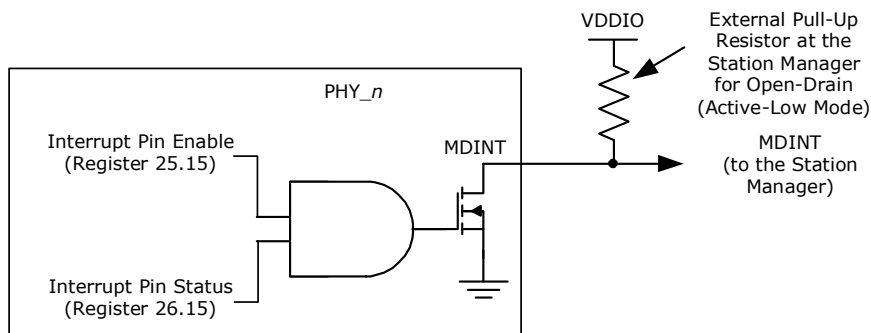 VDDIO
External Pull-Up
Resistor at the
Station Manager
for Open-Drain
(Active-Low Mode)
PHY_n
Interrupt Pin Enable
(Register 25.15)
MDINT
MDINT
(to the Station
Manager)
Interrupt Pin Status
(Register 26.15)